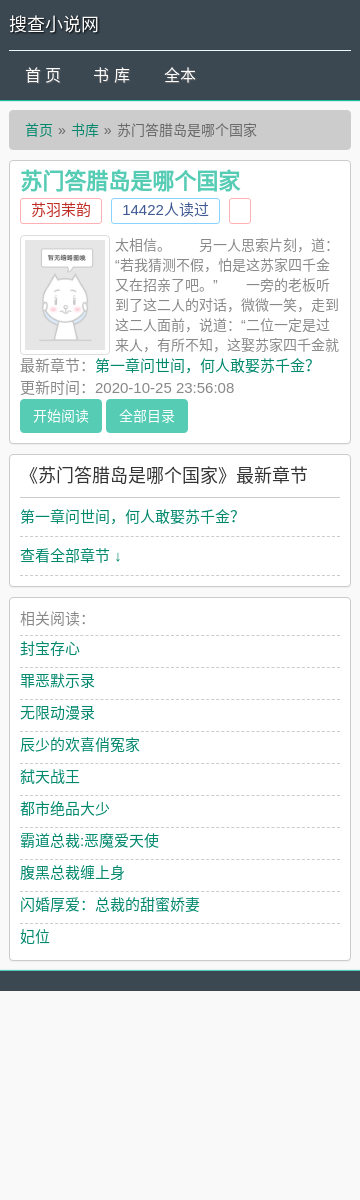 搜查小说网
首 页 书 库 全本
首页 » 书库 » 苏门答腊岛是哪个国家
苏门答腊岛是哪个国家
苏羽茉韵 14422人读过
暂无缩略图哦
太相信。 另一人思索片刻，道：
“若我猜测不假，怕是这苏家四千金
又在招亲了吧。” 一旁的老板听
到了这二人的对话，微微一笑，走到
这二人面前，说道：“二位一定是过
来人，有所不知，这娶苏家四千金就
最新章节：第一章问世间，何人敢娶苏千金？
更新时间：2020-10-25 23:56:08
开始阅读 全部目录
《苏门答腊岛是哪个国家》最新章节
第一章问世间，何人敢娶苏千金？
查看全部章节 ↓
相关阅读：
封宝存心
罪恶默示录
无限动漫录
辰少的欢喜俏冤家
弑天战王
都市绝品大少
霸道总裁:恶魔爱天使
腹黑总裁缠上身
闪婚厚爱：总裁的甜蜜娇妻
妃位